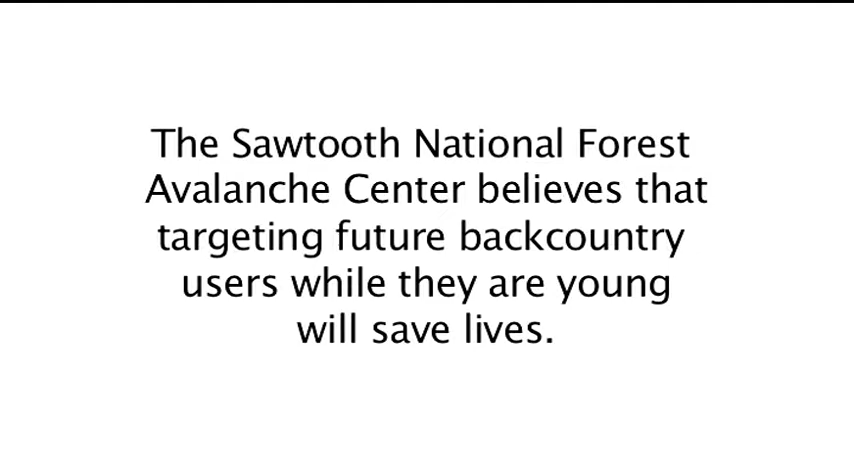 The Sawtooth National Forest
Avalanche Center believes that
targeting future backcountry
users while they are young
will save lives.